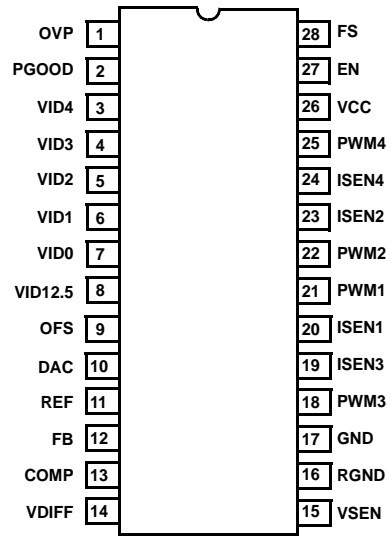 OVP 1 28 FS
PGOOD 2 27 EN
VID4 3 26 VCC
VID3 4 25 PWM4
VID2 5 24 ISEN4
VID1 6 23 ISEN2
VID0 7 22 PWM2
VID12.5 8 21 PWM1
OFS 9 20 ISEN1
DAC 10 19 ISEN3
REF 11 18 PWM3
FB 12 17 GND
COMP 13 16 RGND
VDIFF 14 15 VSEN